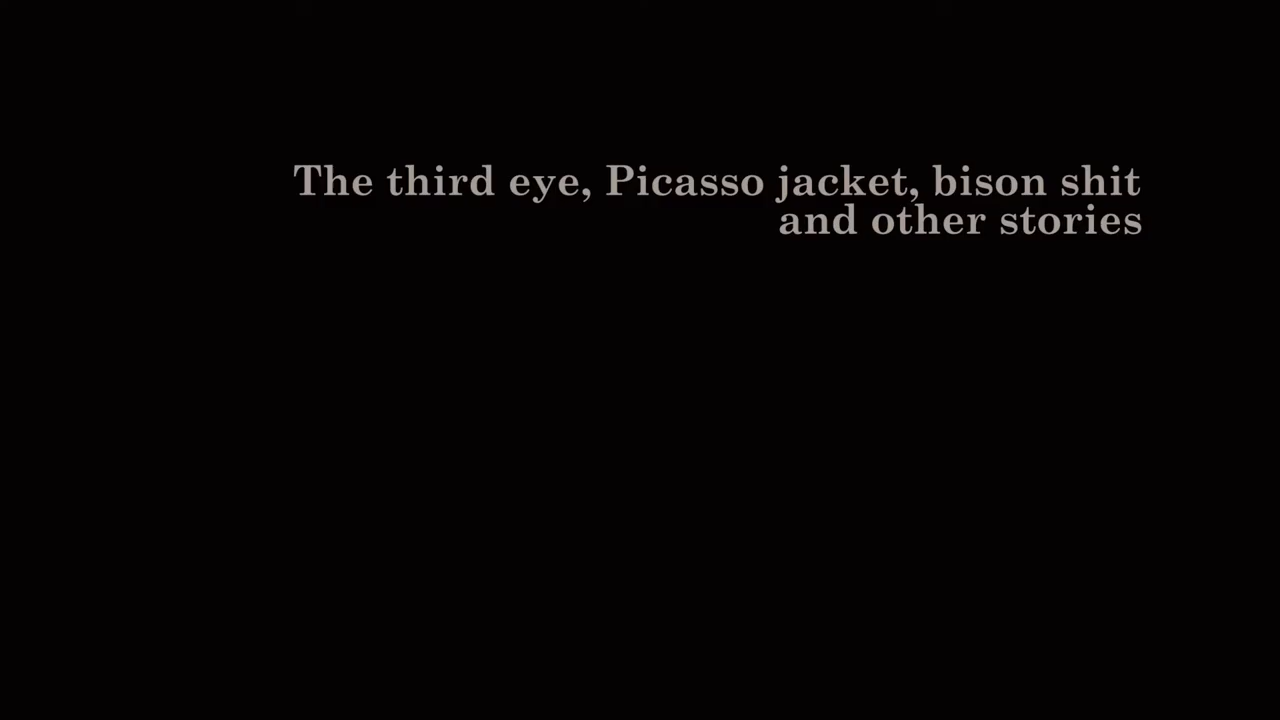 The third eye, Picasso jacket, bison shit
and other stories